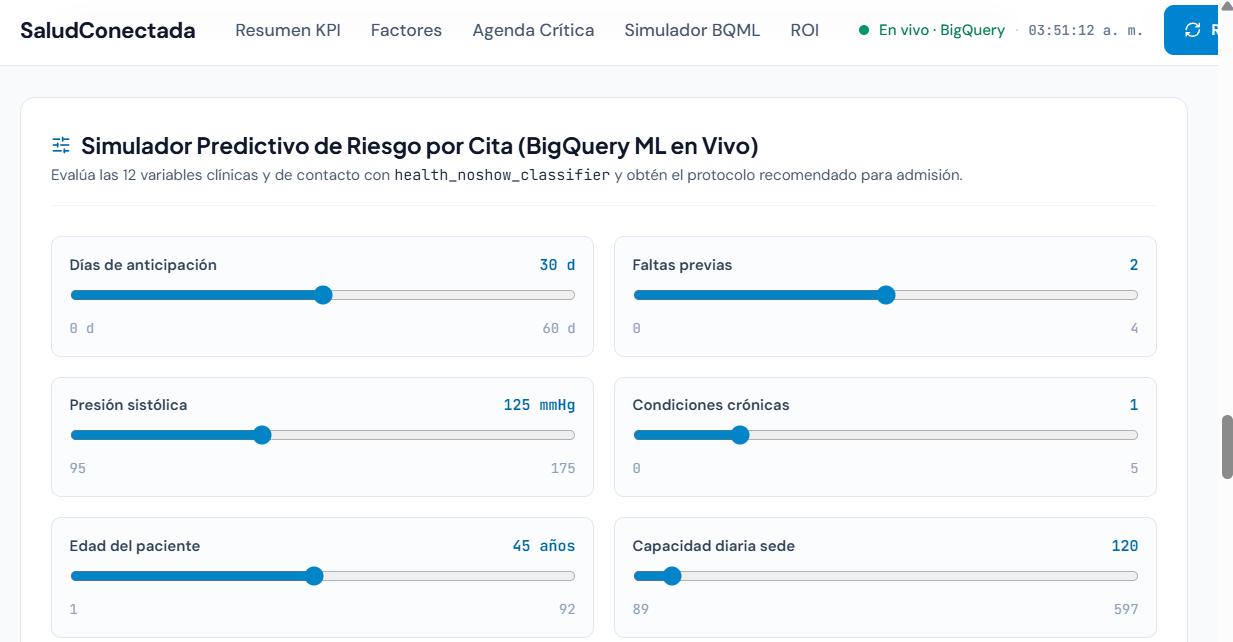 SaludConectada Resumen KPI Factores Agenda Crítica Simulador BQML ROI En vivo · BigQuery · 03:51:12 a. m.
Simulador Predictivo de Riesgo por Cita (BigQuery ML en Vivo)
Evalúa las 12 variables clínicas y de contacto con health_noshow_classifier y obtén el protocolo recomendado para admisión.
Días de anticipación 30 d
0 d 60 d
Faltas previas 2
0 4
Presión sistólica 125 mmHg
95 175
Condiciones crónicas 1
0 5
Edad del paciente 45 años
1 92
Capacidad diaria sede 120
89 597